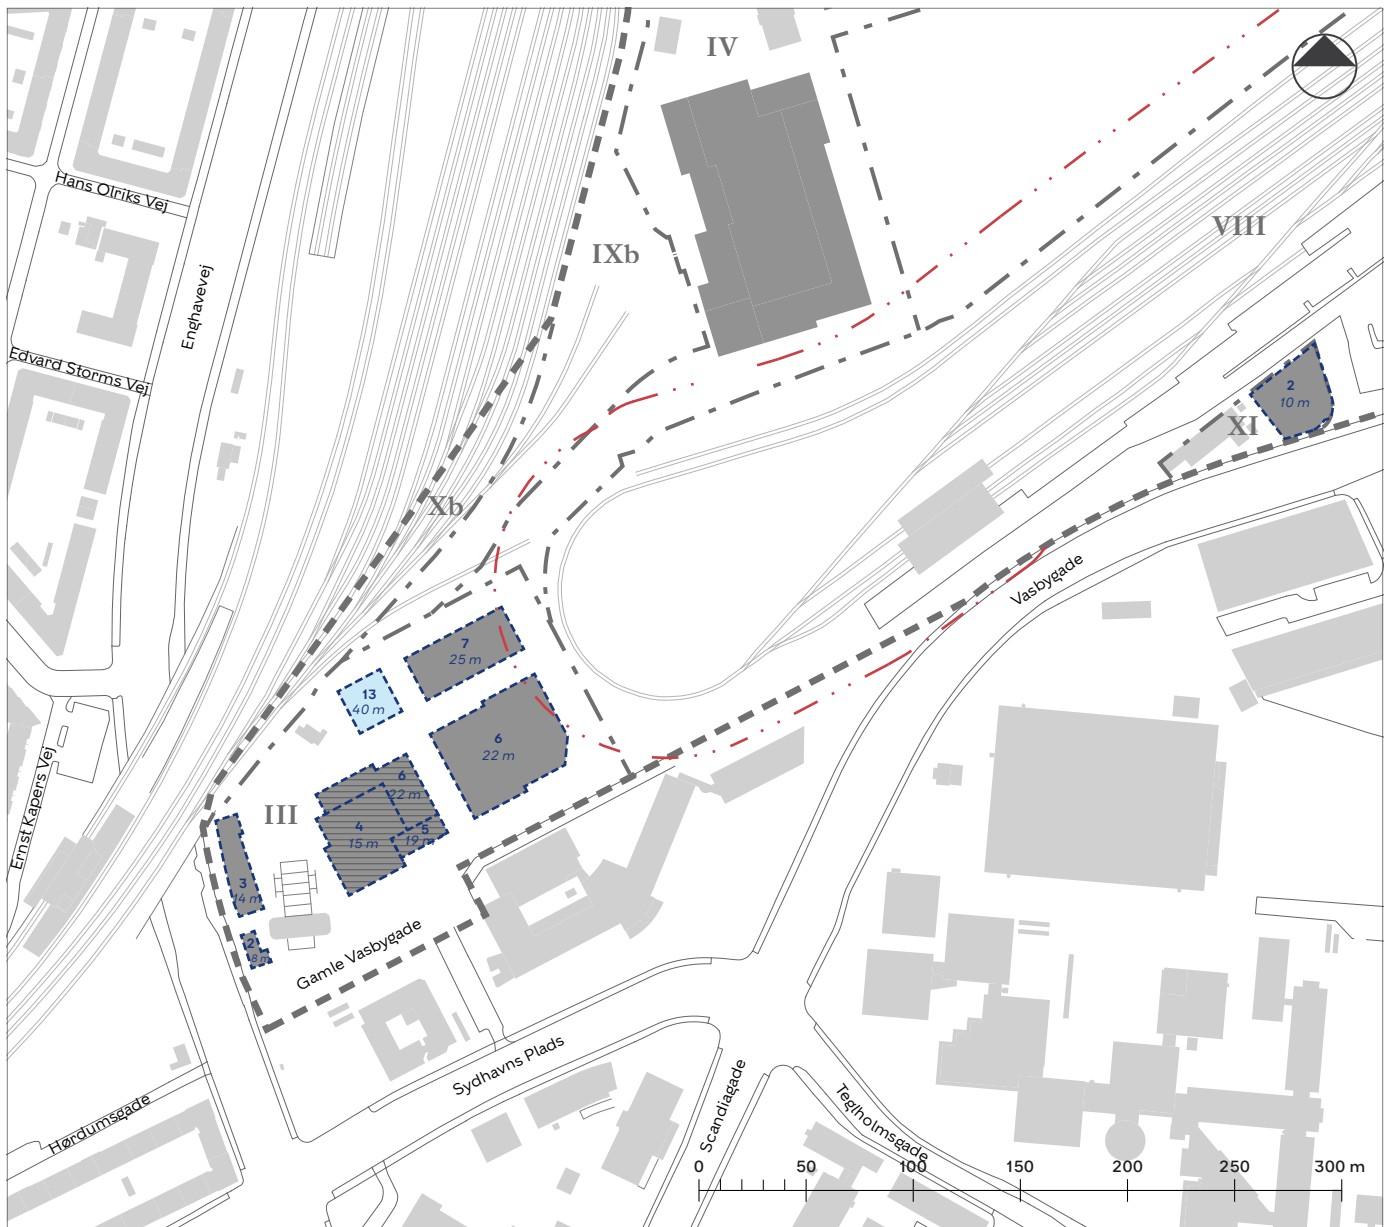 IV
Hans Olriks Vej
VIII
IXb
Enghavevej
Edvard Storms Vej
2
10 m
XI
Xb
Vasbygade
7
25 m
13
40 m
6
22 m
6
22 m
III
4
15 m
5
19 m
Ernst Kapers Vej
3
14 m
2
8 m
Gamle Vasbygade
Sydhavns Plads
Scandiagade
Teglholmsgade
Hørdumsgade
0 50 100 150 200 250 300 m